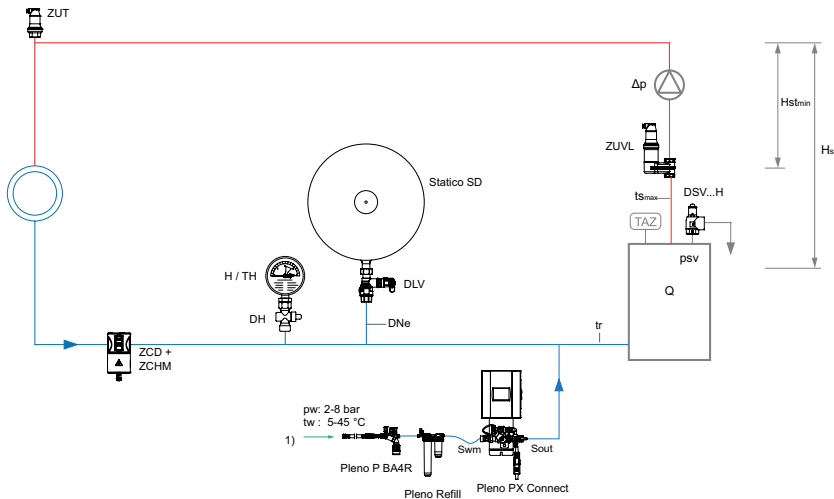 ZUT
Δp
Hstmin
Hs
ZUVL
Statico SD
tsmax
DSV...H
TAZ
psv
H / TH
DLV
Q
DH
DNe
tr
ZCD +
ZCHM
pw: 2-8 bar
tw : 5-45 °C
1)
Swm
Sout
Pleno P BA4R
Pleno Refill
Pleno PX Connect